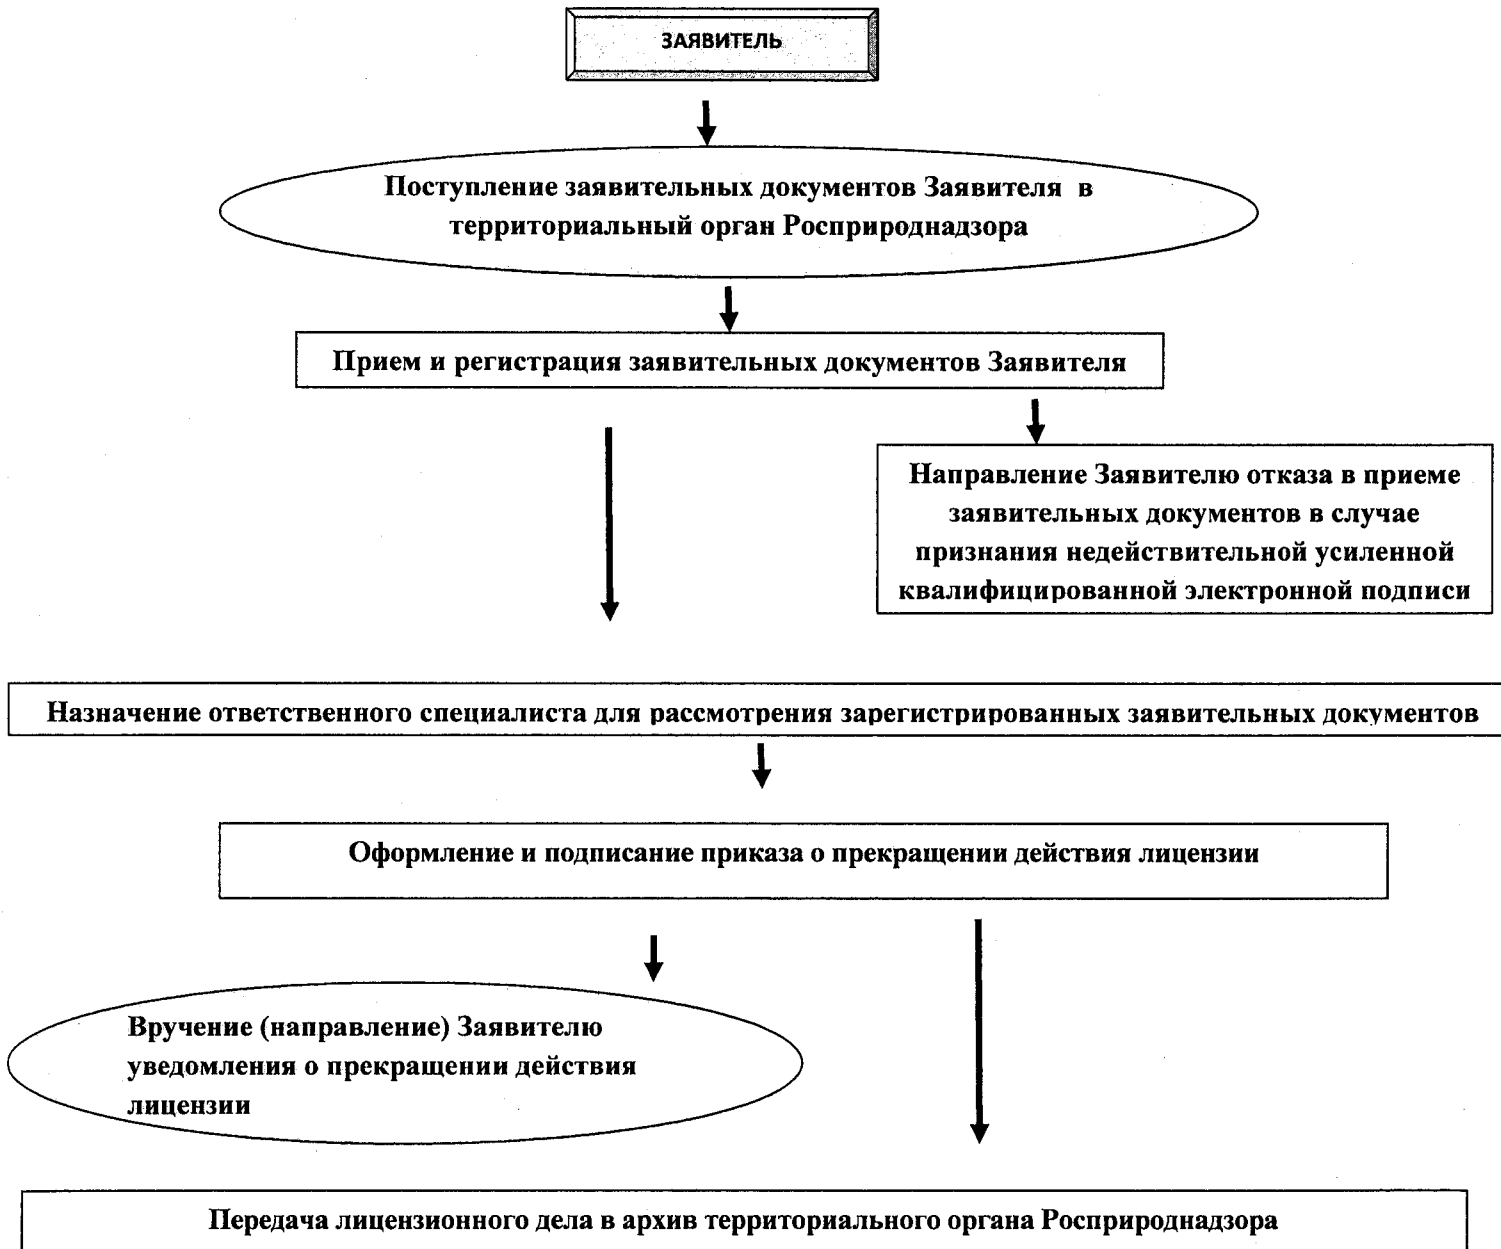 ЗАЯВИТЕЛЬ
Поступление заявительных документов Заявителя в
территориальный орган Росприроднадзора
Прием и регистрация заявительных документов Заявителя
Направление Заявителю отказа в приеме
заявительных документов в случае
признания недействительной усиленной
квалифицированной электронной подписи
Назначение ответственного специалиста для рассмотрения зарегистрированных заявительных документов
Оформление и подписание приказа о прекращении действия лицензии
Вручение (направление) Заявителю
уведомления о прекращении действия
лицензии
Передача лицензионного дела в архив территориального органа Росприроднадзора